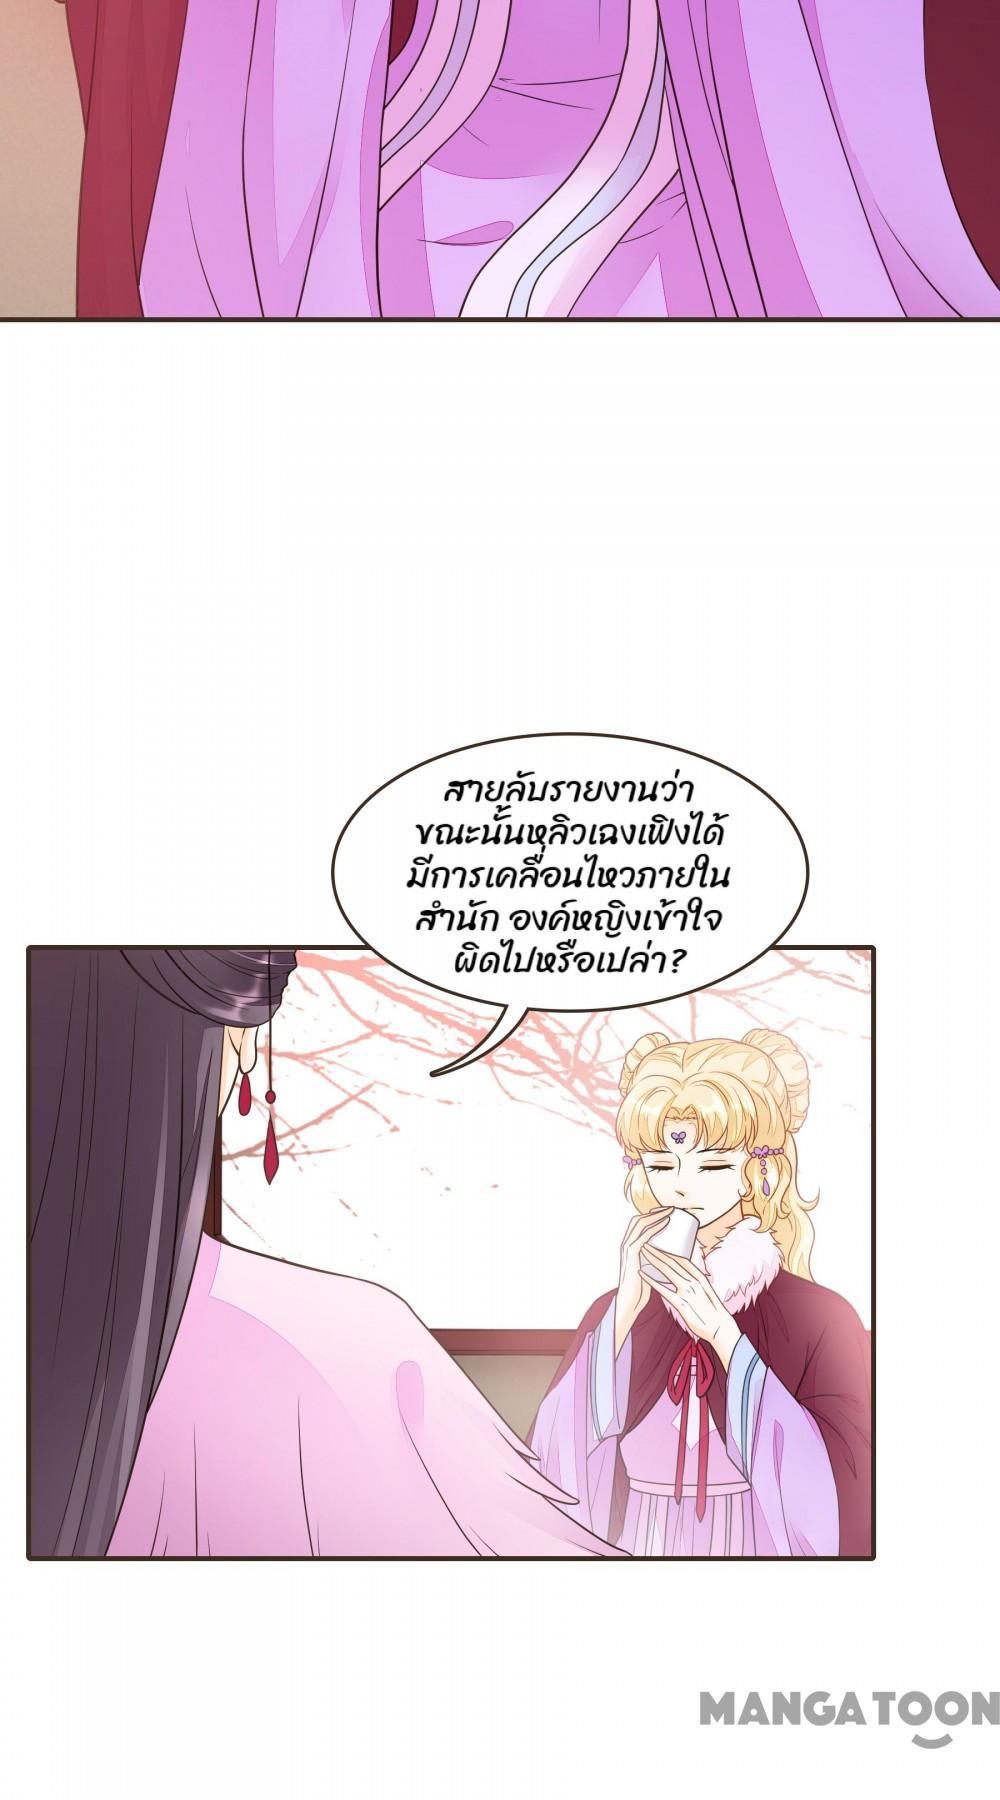 สายลับรายงานว่า
ขณะนั้นหลิวเฉงเฟิงได้
มีการเคลื่อนไหวภายใน
สำนัก องค์หญิงเข้าใจ
ผิดไปหรือเปล่า?
MANGATOON